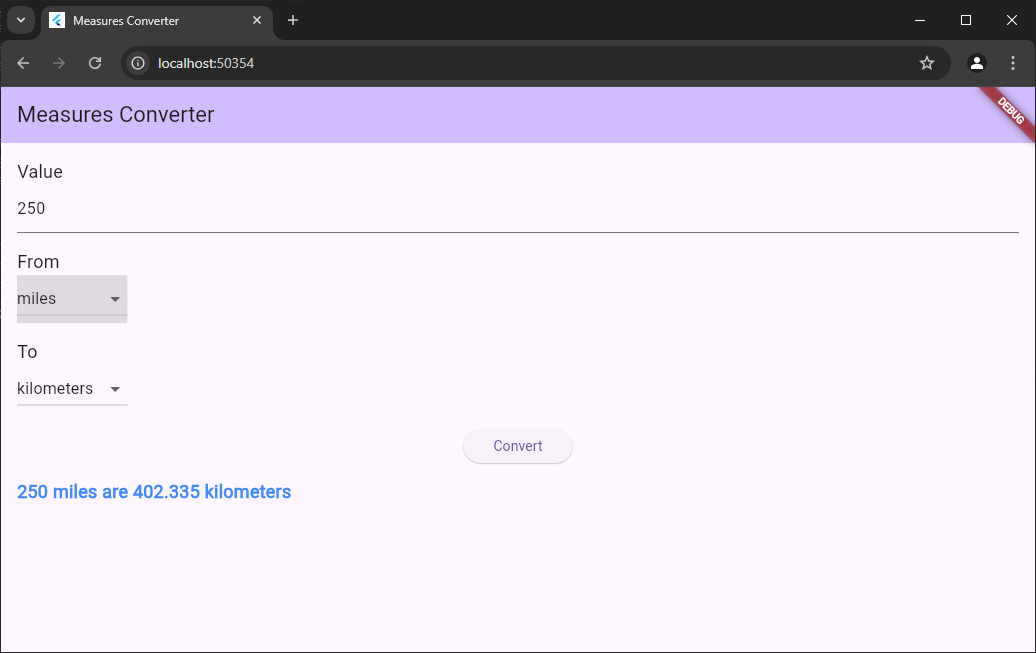 Measures Converter
localhost:50354
Measures Converter
DEBUG
Value
250
From
miles
To
kilometers
Convert
250 miles are 402.335 kilometers